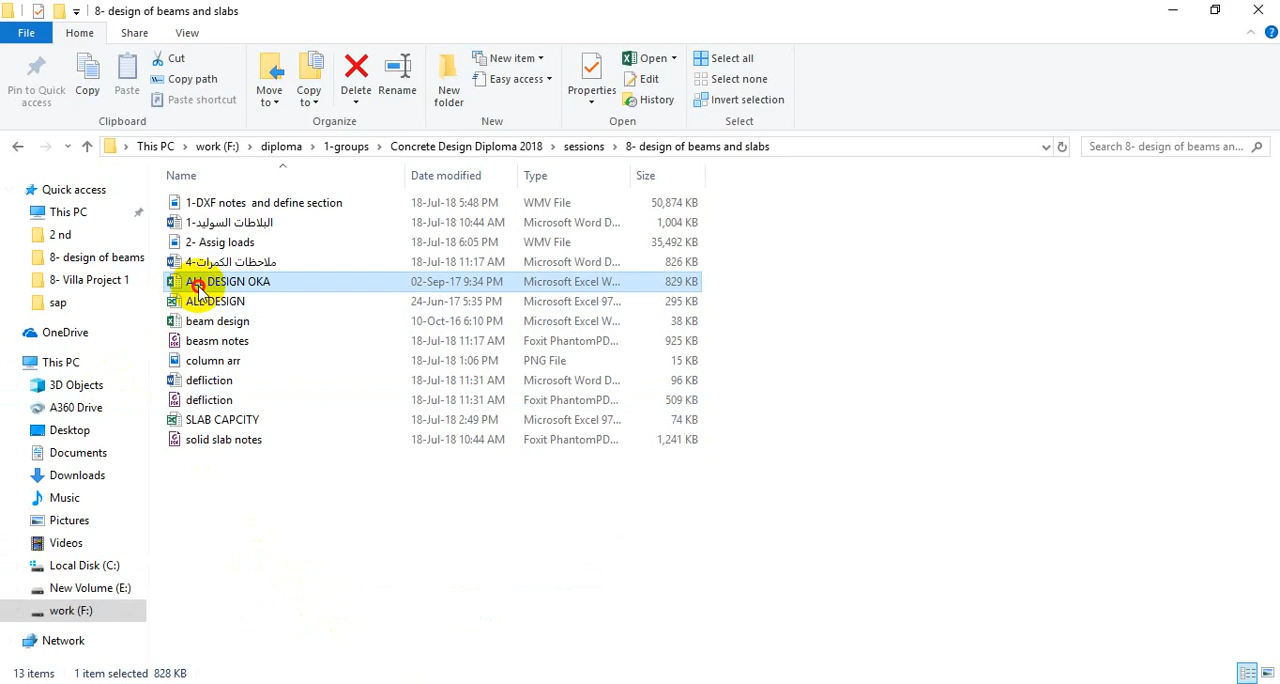 8- design of beams and slabs
File Home Share View
Pin to Quick access
Copy
Paste
Cut
Copy path
Paste shortcut
Clipboard
Move to
Copy to
Delete
Rename
Organize
New folder
New item
Easy access
New
Properties
Open
Edit
History
Open
Select all
Select none
Invert selection
Select
This PC work (F:) diploma 1-groups Concrete Design Diploma 2018 sessions 8- design of beams and slabs
Search 8- design of beams an...
Quick access
This PC
2 nd
8- design of beams
8- Villa Project 1
sap
OneDrive
This PC
3D Objects
A360 Drive
Desktop
Documents
Downloads
Music
Pictures
Videos
Local Disk (C:)
New Volume (E:)
work (F:)
Network
Name Date modified Type Size
1-DXF notes and define section 18-Jul-18 5:48 PM WMV File 50,874 KB
1-البلاطات السوليد 18-Jul-18 10:44 AM Microsoft Word D... 1,004 KB
2- Assig loads 18-Jul-18 6:05 PM WMV File 35,492 KB
4-ملاحظات الكمرات 18-Jul-18 11:17 AM Microsoft Word D... 826 KB
ALL DESIGN OKA 02-Sep-17 9:34 PM Microsoft Excel W... 829 KB
ALL DESIGN 24-Jun-17 5:35 PM Microsoft Excel 97... 295 KB
beam design 10-Oct-16 6:10 PM Microsoft Excel W... 38 KB
beasm notes 18-Jul-18 11:17 AM Foxit PhantomPD... 925 KB
column arr 18-Jul-18 1:06 PM PNG File 15 KB
defliction 18-Jul-18 11:31 AM Microsoft Word D... 96 KB
defliction 18-Jul-18 11:31 AM Foxit PhantomPD... 509 KB
SLAB CAPCITY 18-Jul-18 2:49 PM Microsoft Excel 97... 74 KB
solid slab notes 18-Jul-18 10:44 AM Foxit PhantomPD... 1,241 KB
13 items 1 item selected 828 KB